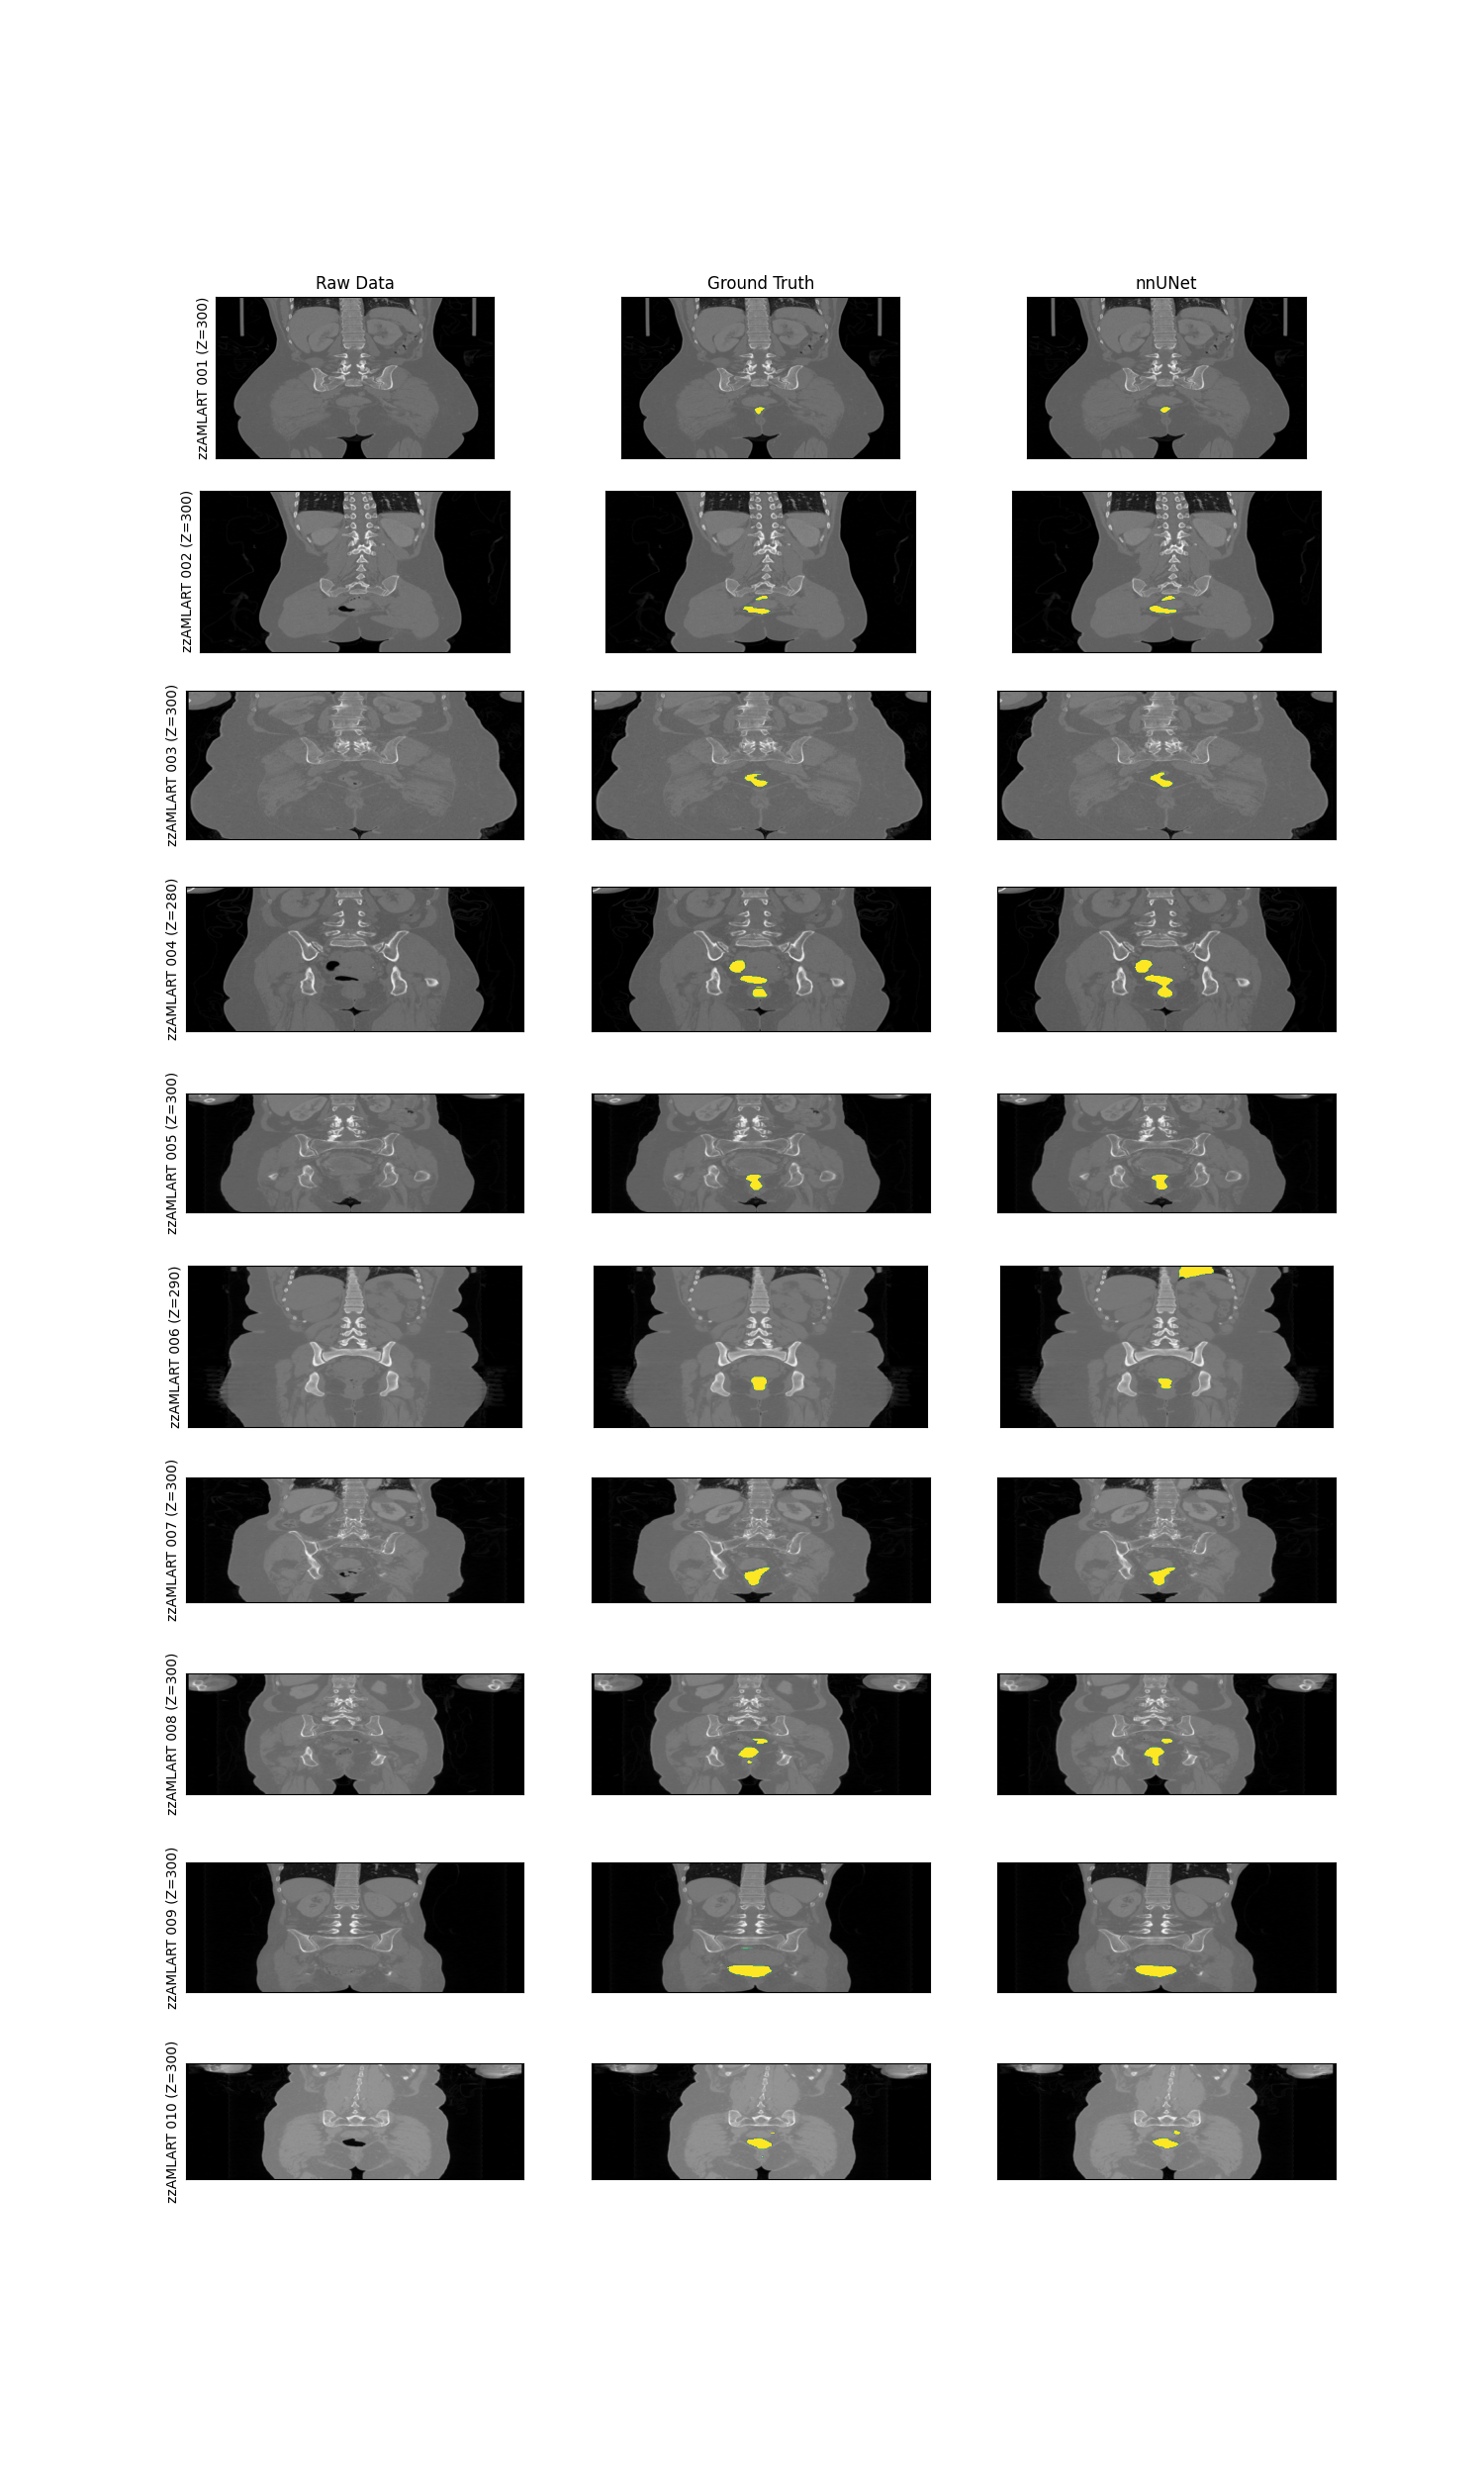 Raw Data
Ground Truth
nnUNet
zzAMLART 001 (Z=300)
zzAMLART 002 (Z=300)
zzAMLART 003 (Z=300)
zzAMLART 004 (Z=280)
zzAMLART 005 (Z=300)
zzAMLART 006 (Z=290)
zzAMLART 007 (Z=300)
zzAMLART 008 (Z=300)
zzAMLART 009 (Z=300)
zzAMLART 010 (Z=300)